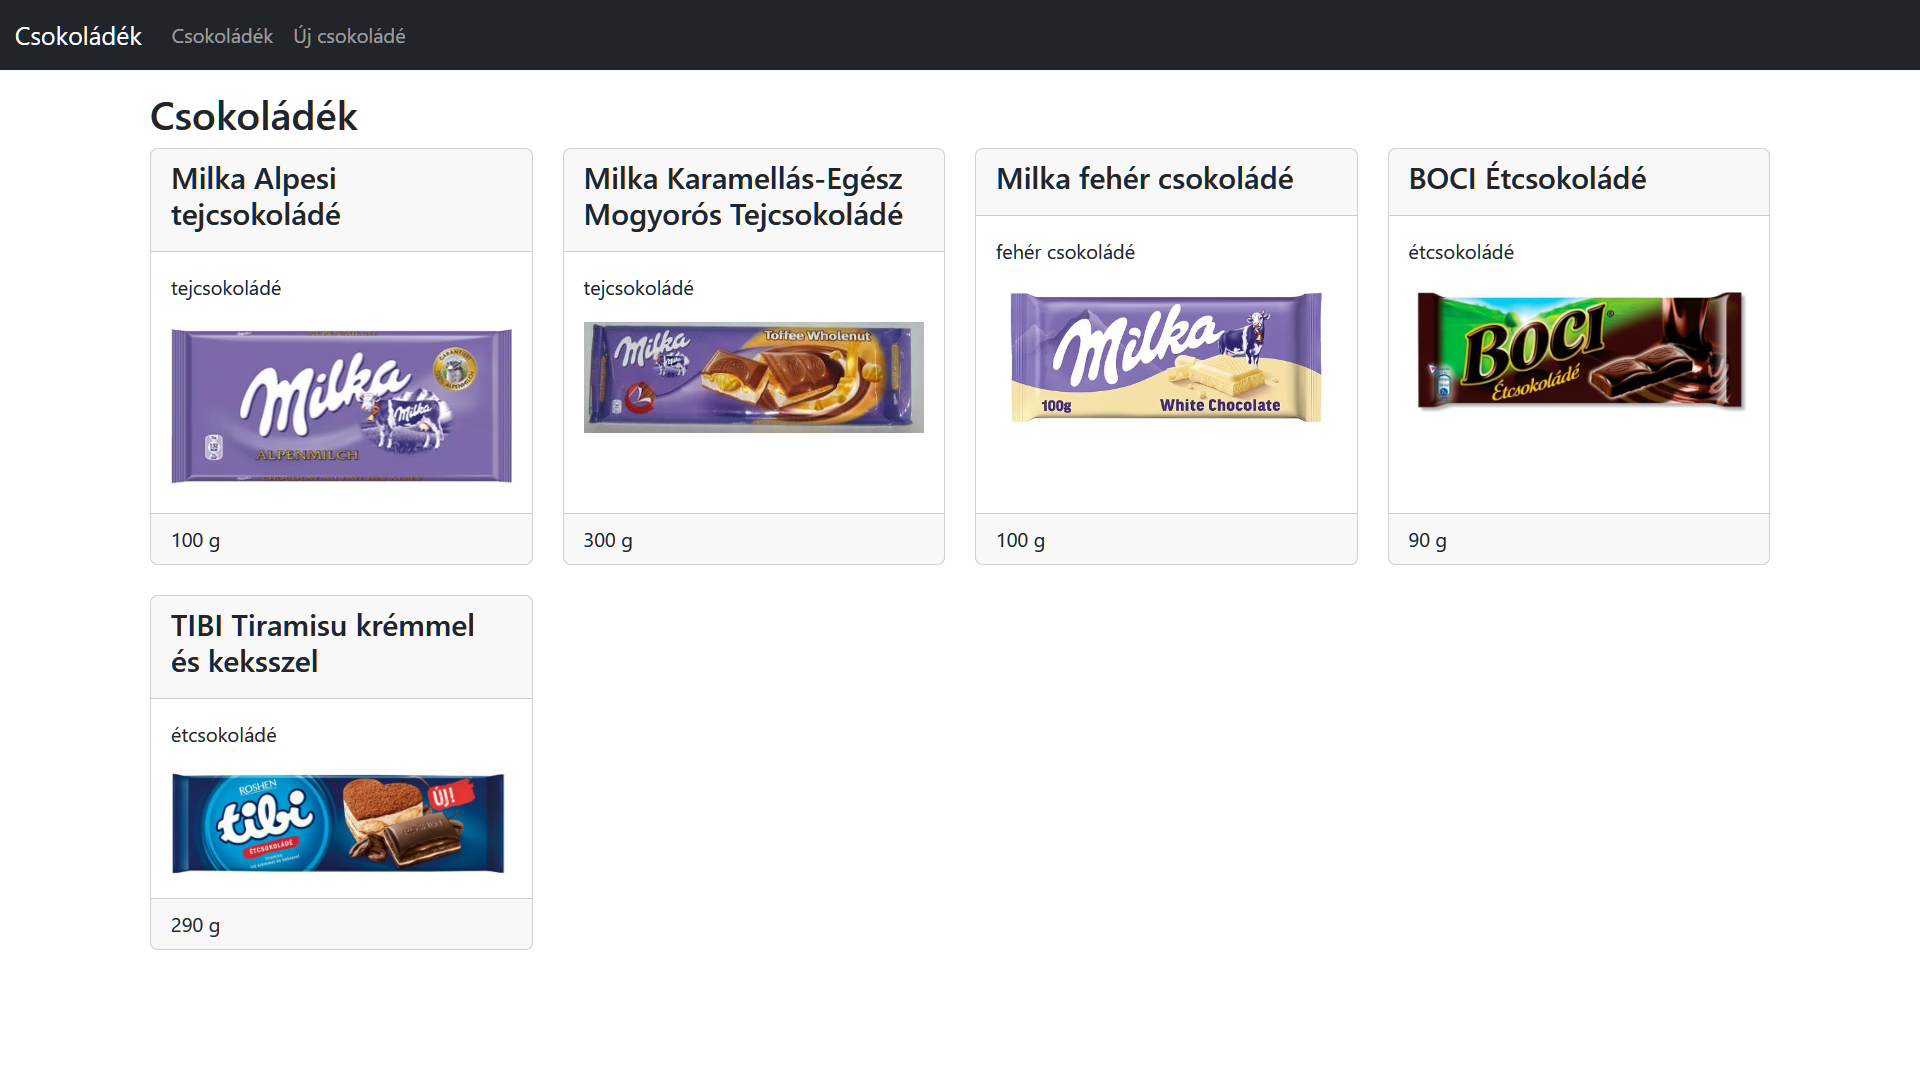 Csokoládék Csokoládék Új csokoládé
Csokoládék
Milka Alpesi
tejcsokoládé
tejcsokoládé
Milka
Milka
ALPENMILCH
100 g
Milka Karamellás-Egész
Mogyorós Tejcsokoládé
tejcsokoládé
Milka
Toffee Wholenut
300 g
Milka fehér csokoládé
fehér csokoládé
Milka
100g
White Chocolate
100 g
BOCI Étcsokoládé
étcsokoládé
BOCI®
Étcsokoládé
90 g
TIBI Tiramisu krémmel
és keksszel
étcsokoládé
ROSHEN
tibi
ÉTCSOKOLÁDÉ
ÚJ!
290 g